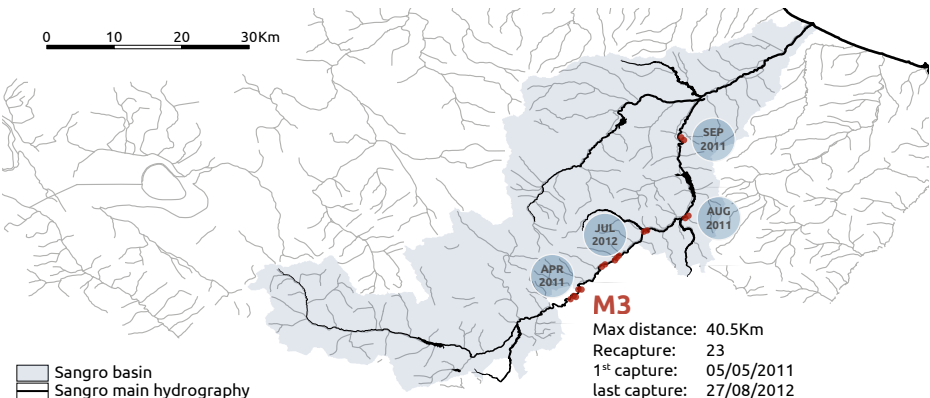 0 10 20 30Km
SEP
2011
AUG
2011
JUL
2012
APR
2011
M3
Max distance: 40.5Km
Recapture: 23
1st capture: 05/05/2011
last capture: 27/08/2012
Sangro basin
Sangro main hydrography